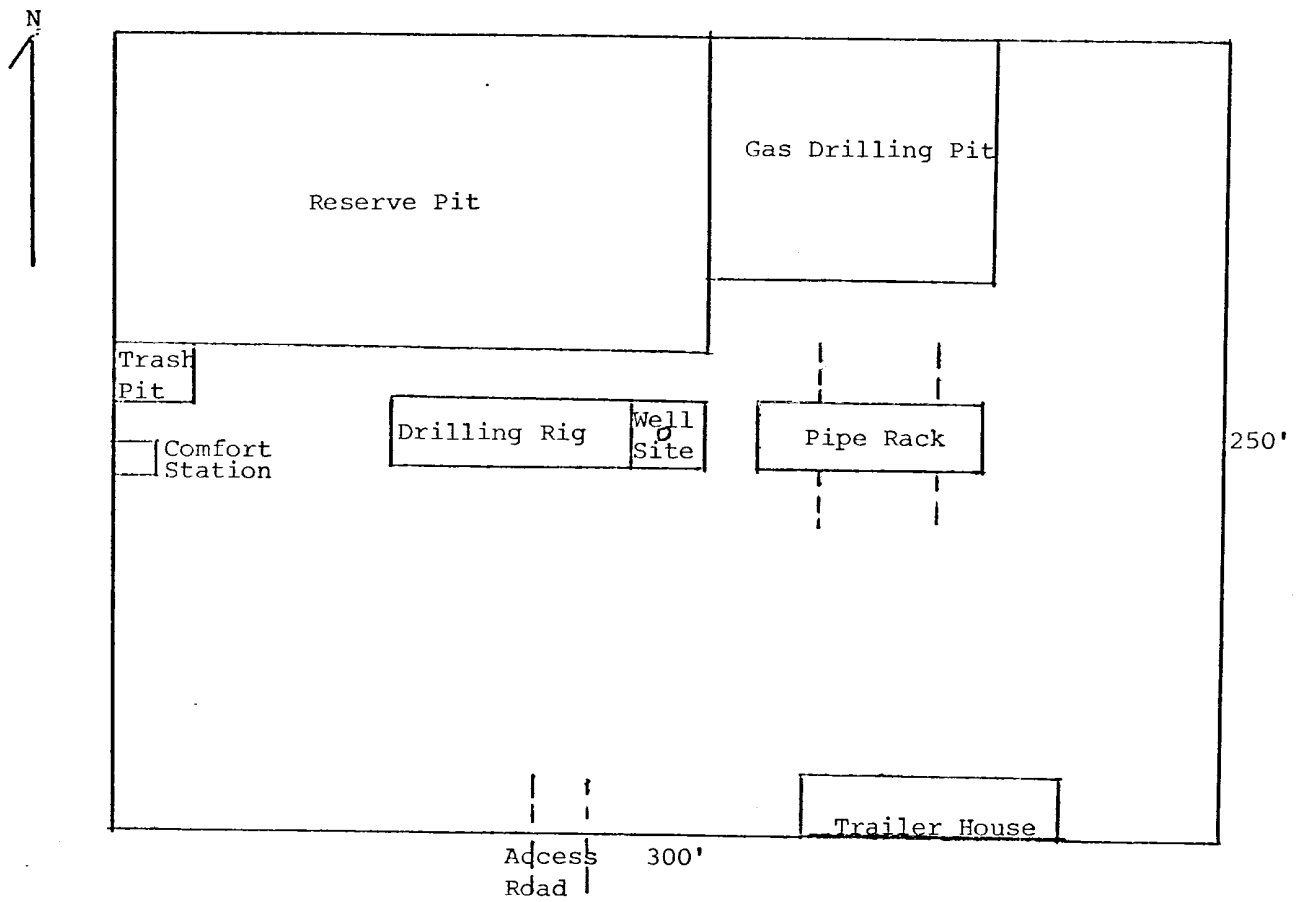 N
Gas Drilling Pit
Reserve Pit
Trash
Pit
Drilling Rig
Well
Site
Pipe Rack
250'
Comfort
Station
Trailer House
Access
Road
300'